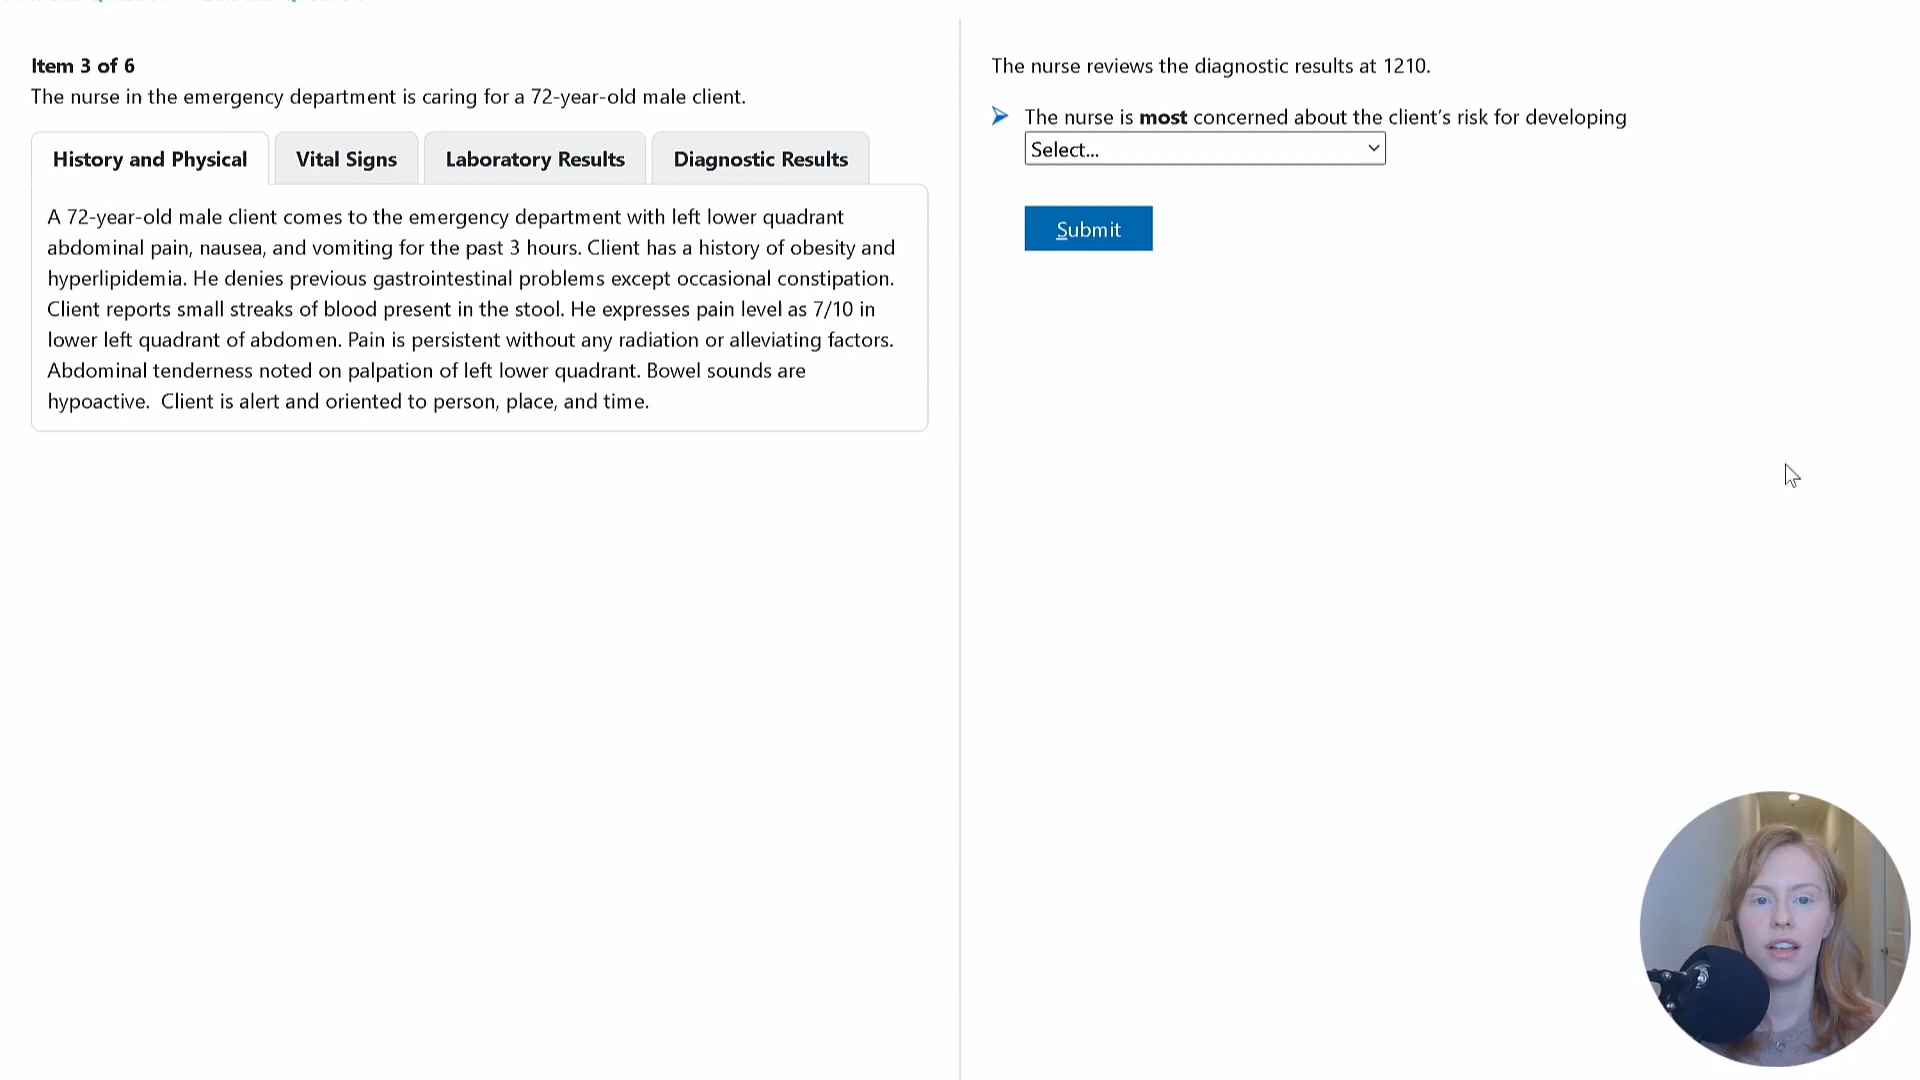 Item 3 of 6
The nurse in the emergency department is caring for a 72-year-old male client.
History and Physical
Vital Signs
Laboratory Results
Diagnostic Results
A 72-year-old male client comes to the emergency department with left lower quadrant
abdominal pain, nausea, and vomiting for the past 3 hours. Client has a history of obesity and
hyperlipidemia. He denies previous gastrointestinal problems except occasional constipation.
Client reports small streaks of blood present in the stool. He expresses pain level as 7/10 in
lower left quadrant of abdomen. Pain is persistent without any radiation or alleviating factors.
Abdominal tenderness noted on palpation of left lower quadrant. Bowel sounds are
hypoactive.  Client is alert and oriented to person, place, and time.
The nurse reviews the diagnostic results at 1210.
The nurse is most concerned about the client’s risk for developing
Select...
Submit